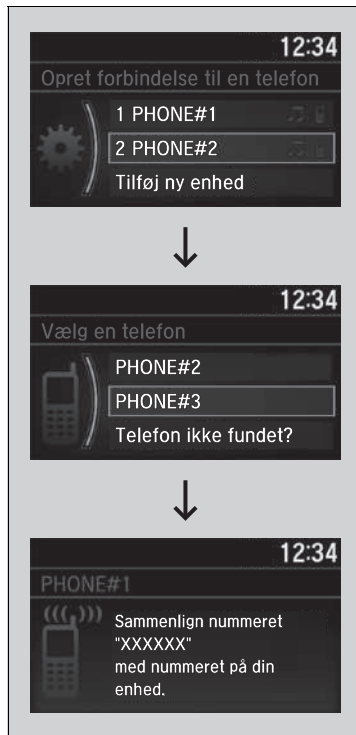 12:34
Opret forbindelse til en telefon
1 PHONE#1
2 PHONE#2
Tilføj ny enhed
12:34
Vælg en telefon
PHONE#2
PHONE#3
Telefon ikke fundet?
12:34
PHONE#1
Sammenlign nummeret
"XXXXXX"
med nummeret på din
enhed.